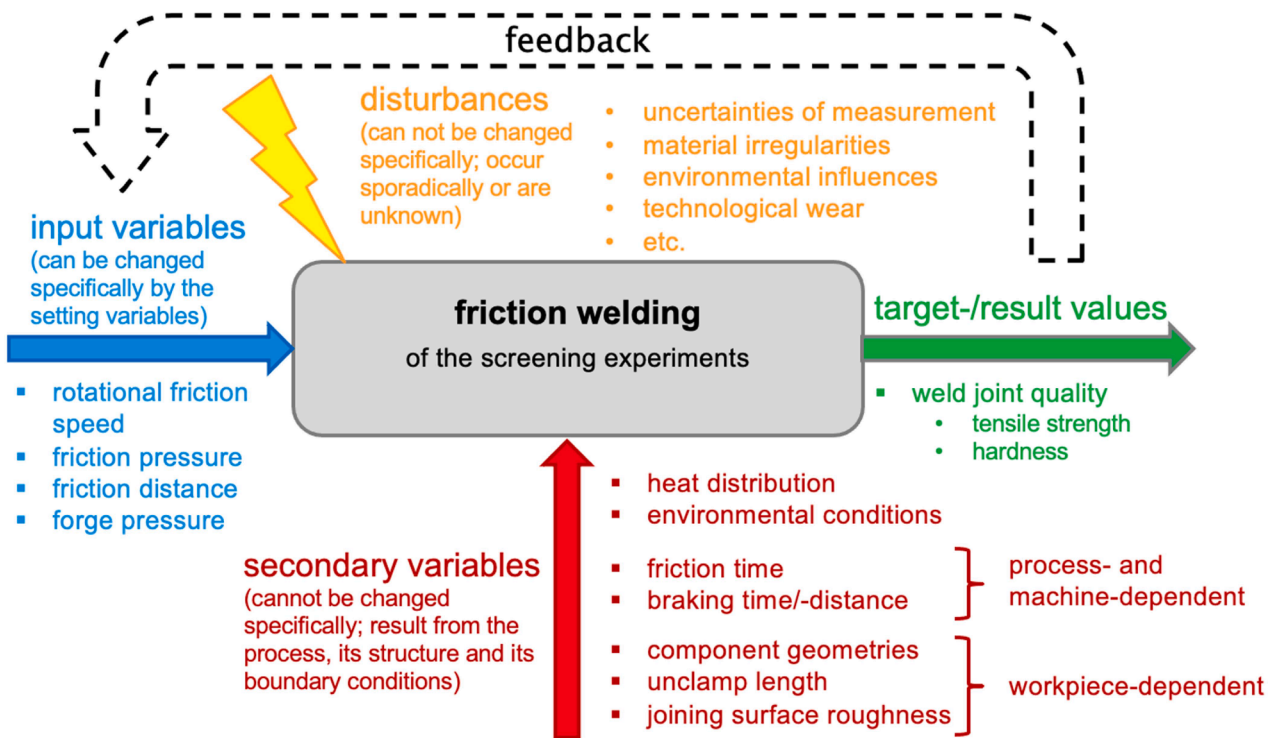 feedback
disturbances
(can not be changed
specifically; occur
sporadically or are
unknown)
• uncertainties of measurement
• material irregularities
• environmental influences
• technological wear
• etc.
input variables
(can be changed
specifically by the
setting variables)
▪ rotational friction
speed
▪ friction pressure
▪ friction distance
▪ forge pressure
friction welding
of the screening experiments
target-/result values
▪ weld joint quality
• tensile strength
• hardness
secondary variables
(cannot be changed
specifically; result from the
process, its structure and its
boundary conditions)
▪ heat distribution
▪ environmental conditions
▪ friction time
▪ braking time/-distance
process- and
machine-dependent
▪ component geometries
▪ unclamp length
▪ joining surface roughness
workpiece-dependent